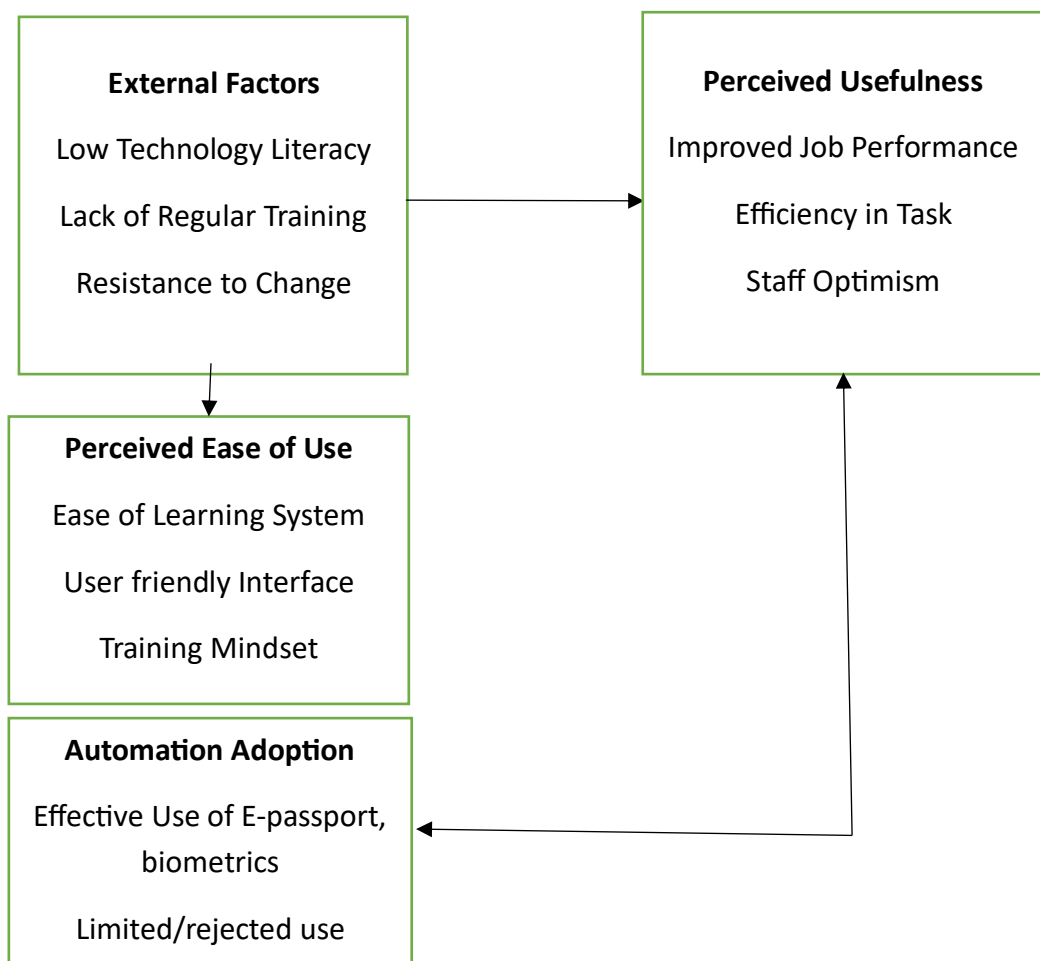 External Factors
Low Technology Literacy
Lack of Regular Training
Resistance to Change
Perceived Usefulness
Improved Job Performance
Efficiency in Task
Staff Optimism
Perceived Ease of Use
Ease of Learning System
User friendly Interface
Training Mindset
Automation Adoption
Effective Use of E-passport,
biometrics
Limited/rejected use